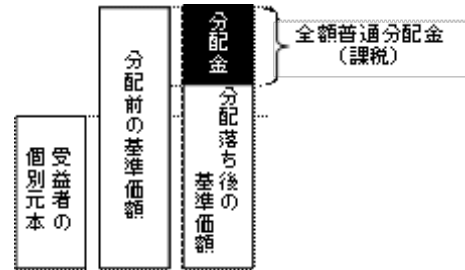 受益者の
個別元本
分配前の基準価額
分配金
分配落ち後の
基準価額
全額普通分配金
（課税）